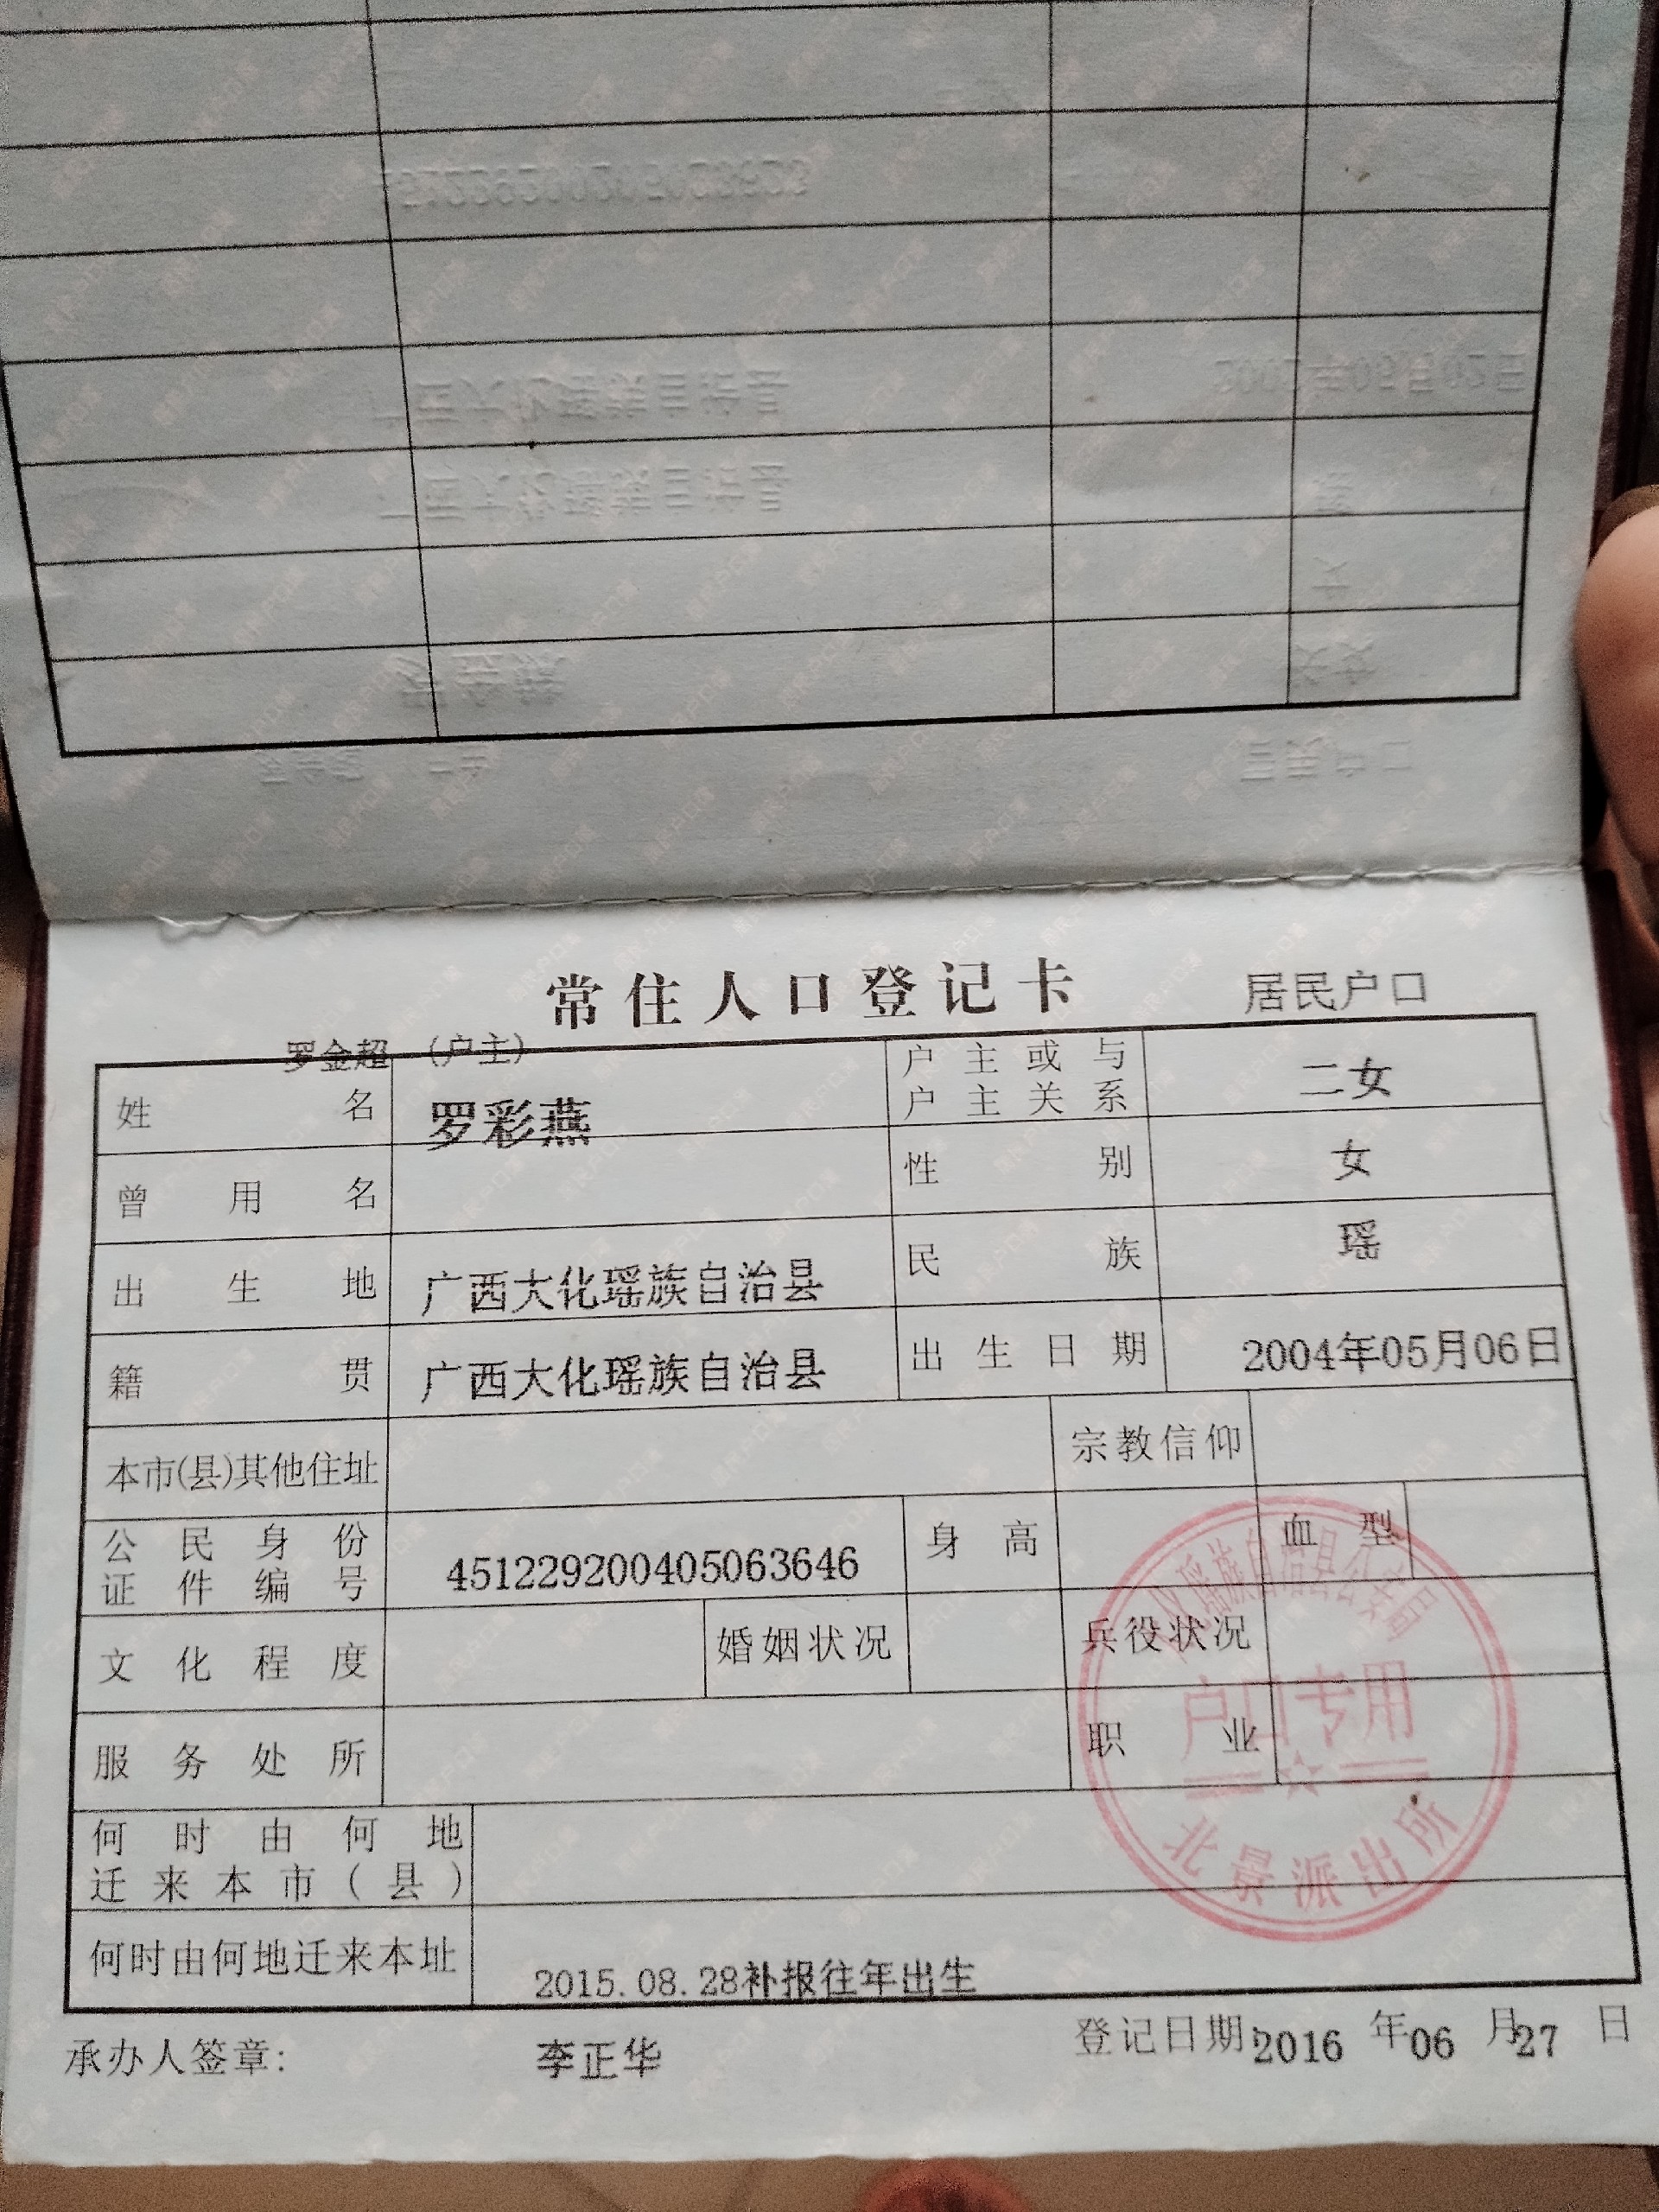 常住人口登记卡 居民户口
罗金超 (户主)
姓名 罗彩燕 户主或与户主关系 二女
曾用名 性别 女
出生地 广西大化瑶族自治县 民族 瑶
籍贯 广西大化瑶族自治县 出生日期 2004年05月06日
本市(县)其他住址 宗教信仰
公民身份证件编号 451229200405063646 身高 血型
文化程度 婚姻状况 兵役状况
服务处所 职业
何时由何地迁来本市(县)
何时由何地迁来本址 2015.08.28补报往年出生
瑶族自治县公安局
户口专用
北景派出所
承办人签章: 李正华 登记日期: 2016年06月27日